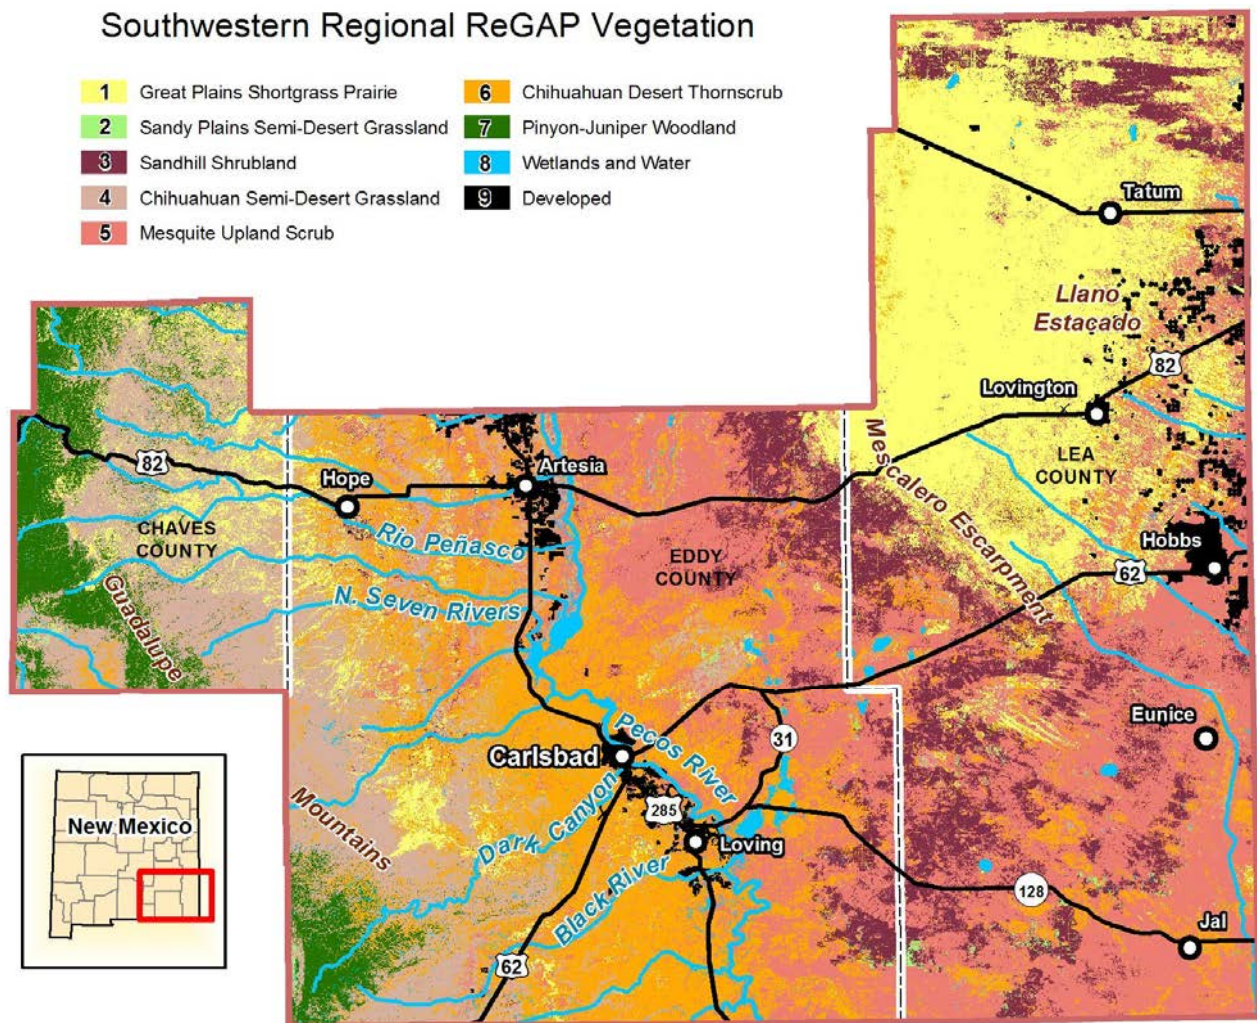 Southwestern Regional ReGAP Vegetation
1 Great Plains Shortgrass Prairie
2 Sandy Plains Semi-Desert Grassland
3 Sandhill Shrubland
4 Chihuahuan Semi-Desert Grassland
5 Mesquite Upland Scrub
6 Chihuahuan Desert Thornscrub
7 Pinyon-Juniper Woodland
8 Wetlands and Water
9 Developed
Tatum
Llano
Estacado
82
Lovington
Mescalero Escarpment
LEA
COUNTY
Hobbs
62
82
Hope
Artesia
CHAVES
COUNTY
Rio Peñasco
EDDY
COUNTY
N. Seven Rivers
Guadalupe
Mountains
Eunice
31
Pecos River
Carlsbad
285
Dark Canyon
Loving
Black River
128
Jal
62
New Mexico